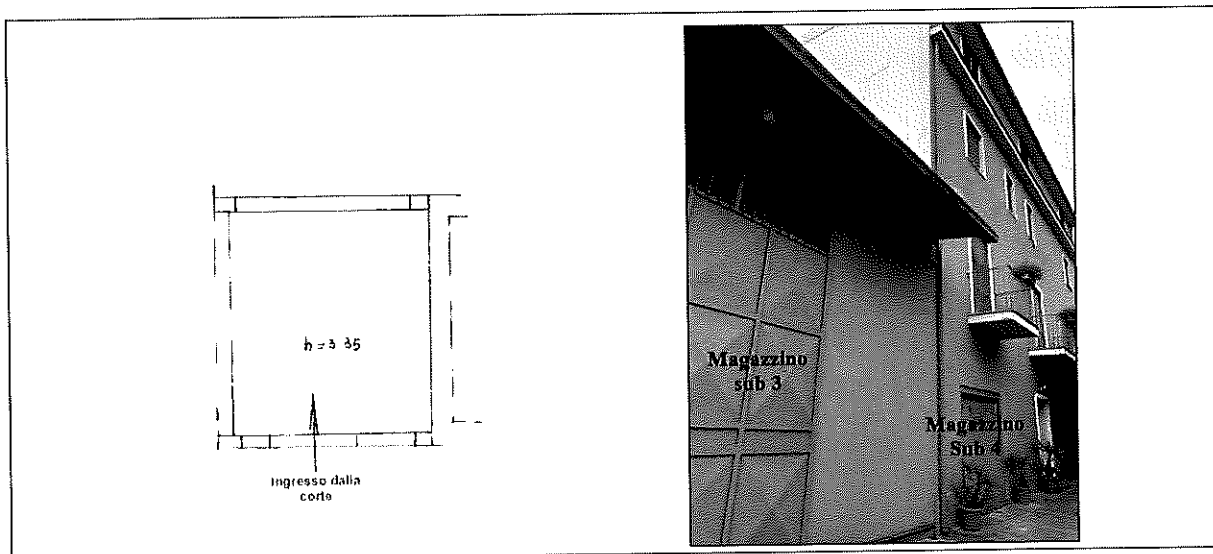 h = 3 35
Ingresso dalla
corte
Magazzino
sub 3
Magazzino
Sub 4